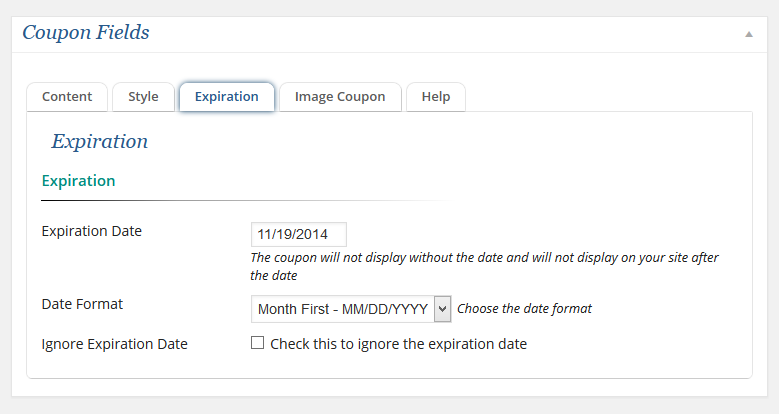 Coupon Fields
Content Style Expiration Image Coupon Help
Expiration
Expiration
Expiration Date 11/19/2014
The coupon will not display without the date and will not display on your site after
the date
Date Format Month First - MM/DD/YYYY Choose the date format
Ignore Expiration Date Check this to ignore the expiration date